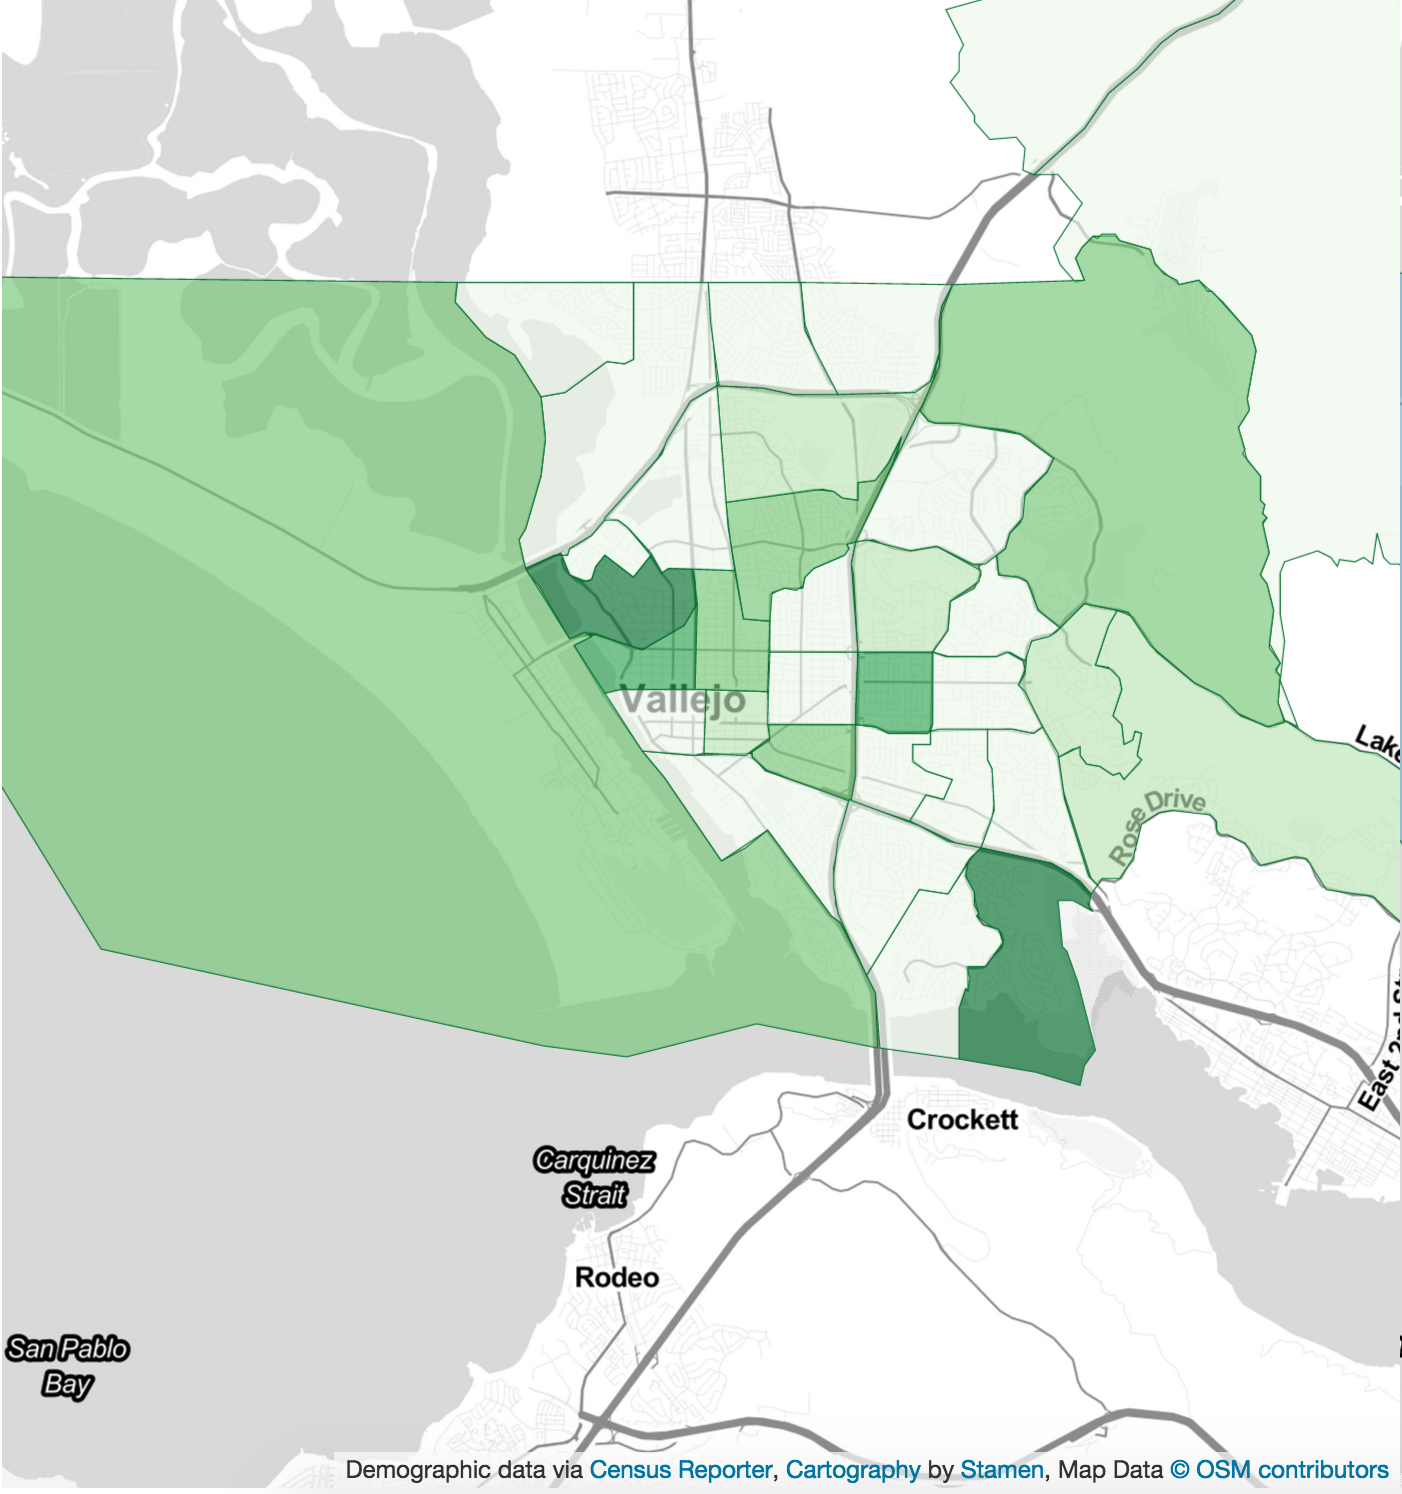 Vallejo
Lake
Rose Drive
East 2nd St
Crockett
Carquinez
Strait
Rodeo
San Pablo
Bay
Demographic data via Census Reporter, Cartography by Stamen, Map Data © OSM contributors